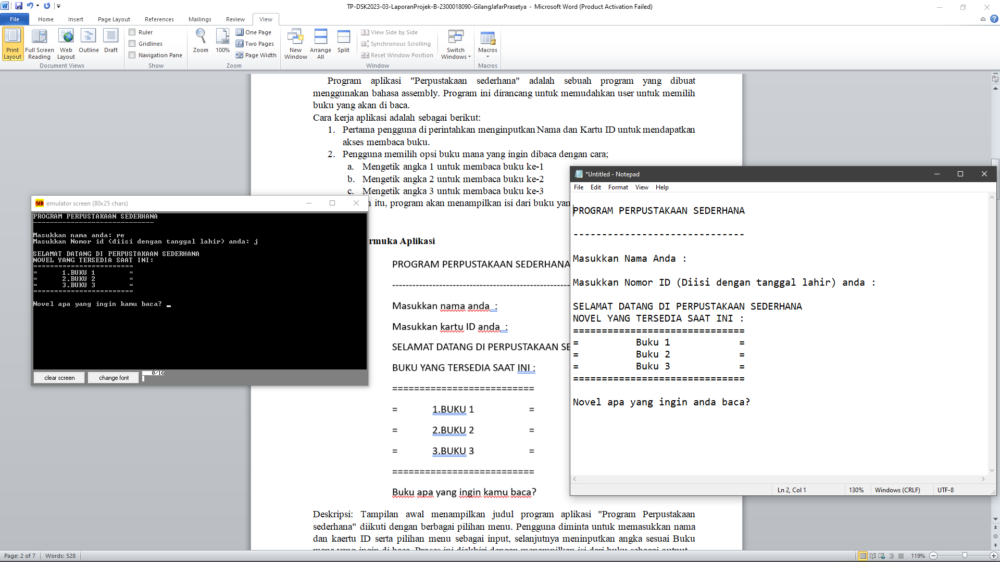 TP-DSK2023-03-LaporanProjek-B-2300018090-GilangJafarPrasetya - Microsoft Word (Product Activation Failed)
File Home Insert Page Layout References Mailings Review View
Print Layout
Full Screen Reading
Web Layout
Outline
Draft
Document Views
Ruler
Gridlines
Navigation Pane
Show
Zoom
100%
One Page
Two Pages
Page Width
Zoom
New Window
Arrange All
Split
View Side by Side
Synchronous Scrolling
Reset Window Position
Window
Switch Windows
Macros
Macros
Program aplikasi "Perpustakaan sederhana" adalah sebuah program yang dibuat
menggunakan bahasa assembly. Program ini dirancang untuk memudahkan user untuk memilih
buku yang akan di baca.
Cara kerja aplikasi adalah sebagai berikut:
1. Pertama pengguna di perintahkan menginputkan Nama dan Kartu ID untuk mendapatkan
akses membaca buku.
2. Pengguna memilih opsi buku mana yang ingin dibaca dengan cara;
a. Mengetik angka 1 untuk membaca buku ke-1
b. Mengetik angka 2 untuk membaca buku ke-2
c. Mengetik angka 3 untuk membaca buku ke-3
itu, program akan menampilkan isi dari buku yan
rmuka Aplikasi
PROGRAM PERPUSTAKAAN SEDERHANA
----------------------------------------------------
Masukkan nama anda :
Masukkan kartu ID anda :
SELAMAT DATANG DI PERPUSTAKAAN SE
BUKU YANG TERSEDIA SAAT INI :
==========================
= 1.BUKU 1 =
= 2.BUKU 2 =
= 3.BUKU 3 =
==========================
Buku apa yang ingin kamu baca?
Deskripsi: Tampilan awal menampilkan judul program aplikasi "Program Perpustakaan
sederhana" diikuti dengan berbagai pilihan menu. Pengguna diminta untuk memasukkan nama
dan kaertu ID serta pilihan menu sebagai input, selanjutnya meninputkan angka sesuai Buku
mana yang ingin di baca. Proses ini diakhiri dengan menampilkan isi dari buku sebagai output.
emulator screen (80x25 chars)
PROGRAM PERPUSTAKAAN SEDERHANA
-----------------------------
Masukkan nama anda: re
Masukkan Nomor id (diisi dengan tanggal lahir) anda: j
SELAMAT DATANG DI PERPUSTAKAAN SEDERHANA
NOVEL YANG TERSEDIA SAAT INI:
========================
= 1.BUKU 1 =
= 2.BUKU 2 =
= 3.BUKU 3 =
========================
Novel apa yang ingin kamu baca? _
clear screen
change font
0/16
*Untitled - Notepad
File Edit Format View Help
PROGRAM PERPUSTAKAAN SEDERHANA
------------------------------
Masukkan Nama Anda :
Masukkan Nomor ID (Diisi dengan tanggal lahir) anda :
SELAMAT DATANG DI PERPUSTAKAAN SEDERHANA
NOVEL YANG TERSEDIA SAAT INI :
==============================
= Buku 1 =
= Buku 2 =
= Buku 3 =
==============================
Novel apa yang ingin anda baca?
Ln 2, Col 1 130% Windows (CRLF) UTF-8
Page: 2 of 7 Words: 528 119%